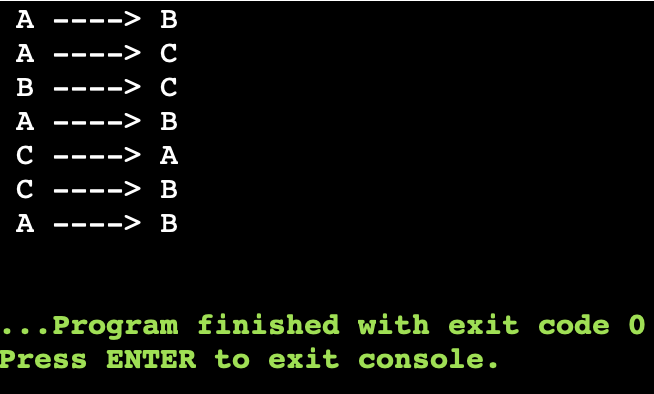 A ----> B
A ----> C
B ----> C
A ----> B
C ----> A
C ----> B
A ----> B
...Program finished with exit code 0
Press ENTER to exit console.